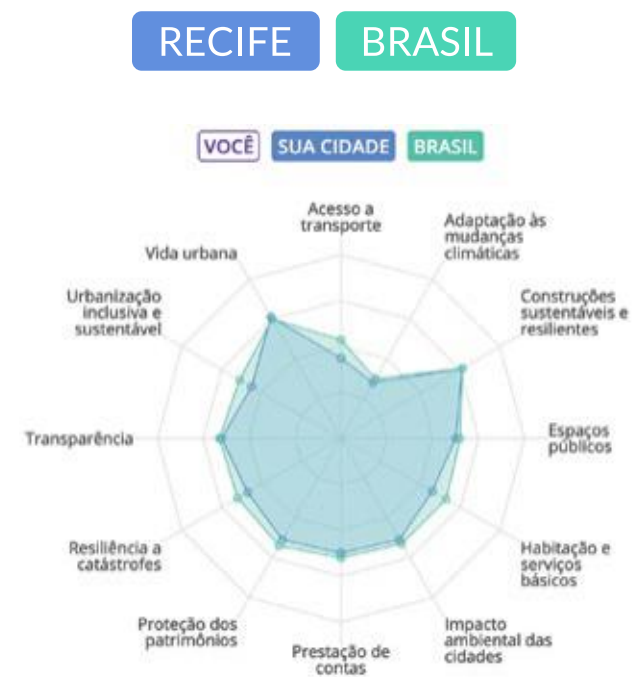 RECIFE BRASIL
VOCÊ SUA CIDADE BRASIL
Acesso a
transporte
Adaptação às
mudanças
climáticas
Vida urbana
Urbanização
inclusiva e
sustentável
Construções
sustentáveis e
resilientes
Transparência
Espaços
públicos
Resiliência a
catástrofes
Habitação e
serviços
básicos
Proteção dos
patrimônios
Prestação de
contas
Impacto
ambiental das
cidades